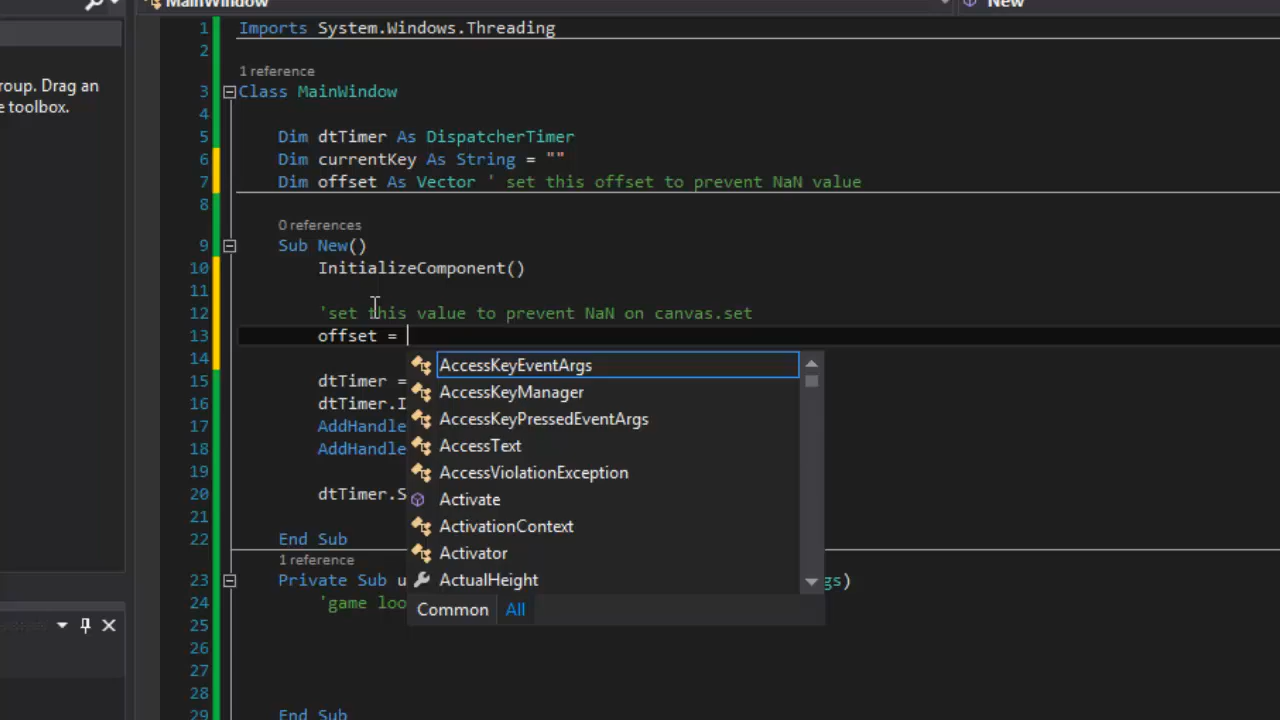 MainWindow
New
1 Imports System.Windows.Threading
2
1 reference
3 Class MainWindow
4
5 Dim dtTimer As DispatcherTimer
6 Dim currentKey As String = ""
7 Dim offset As Vector ' set this offset to prevent NaN value
8
0 references
9 Sub New()
10 InitializeComponent()
11
12 'set this value to prevent NaN on canvas.set
13 offset =
14
15 dtTimer =
16 dtTimer.I
17 AddHandle
18 AddHandle
19
20 dtTimer.S
21
22 End Sub
1 reference
23 Private Sub u gs)
24 'game loo
25
26
27
28
29 End Sub
AccessKeyEventArgs
AccessKeyManager
AccessKeyPressedEventArgs
AccessText
AccessViolationException
Activate
ActivationContext
Activator
ActualHeight
Common All
roup. Drag an
e toolbox.